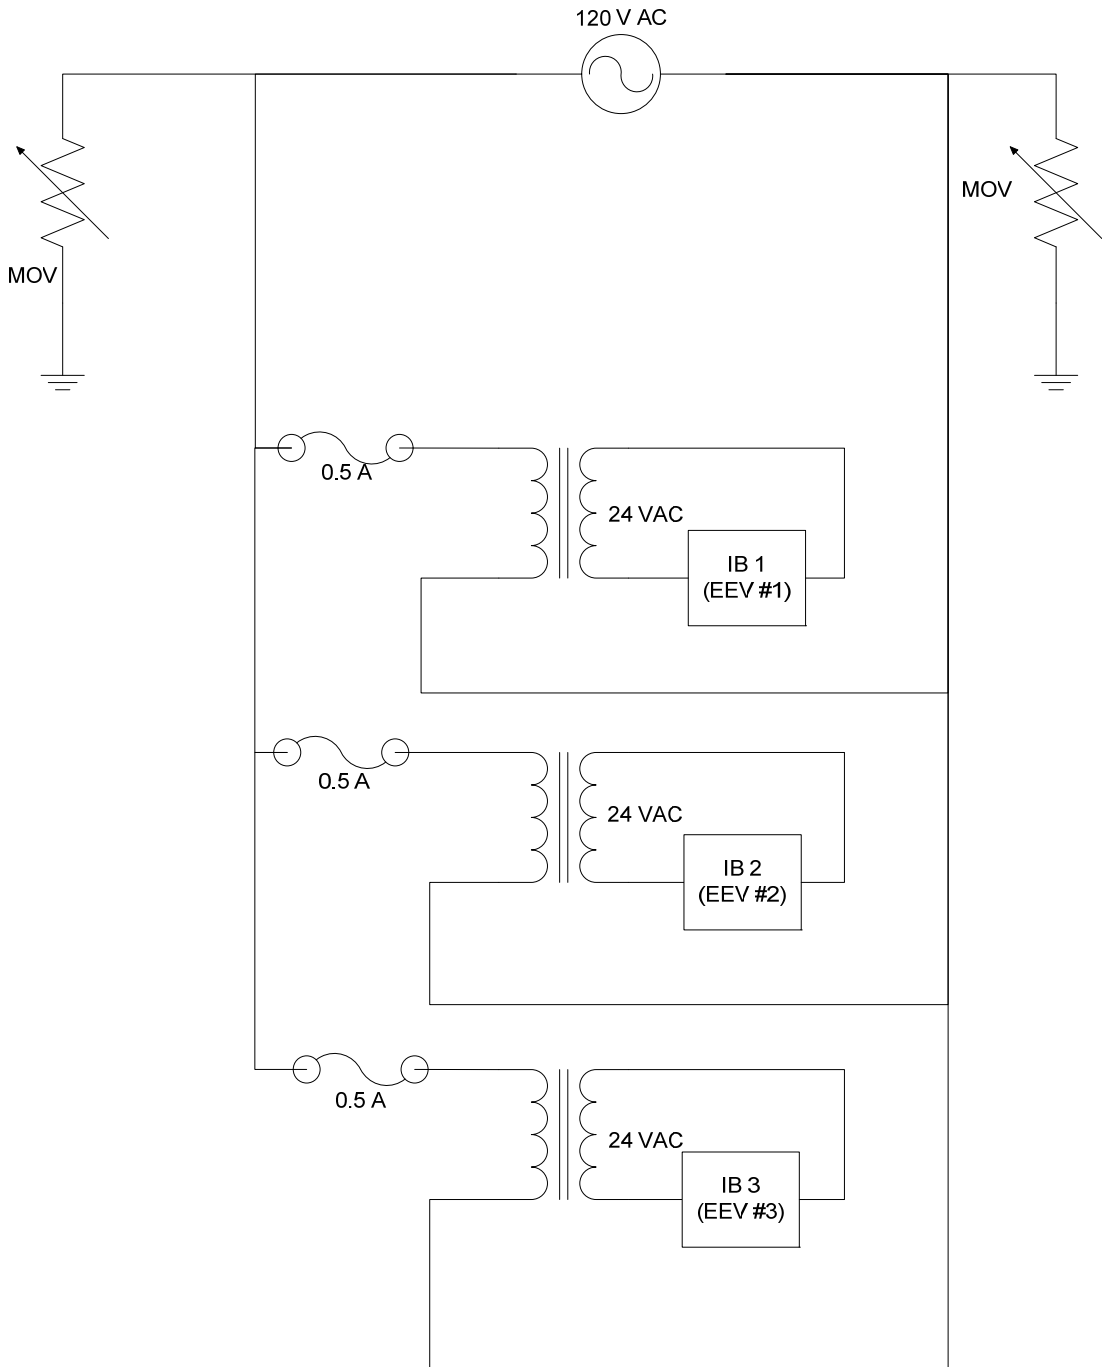 120 V AC
MOV
MOV
0.5 A
24 VAC
IB 1
(EEV #1)
0.5 A
24 VAC
IB 2
(EEV #2)
0.5 A
24 VAC
IB 3
(EEV #3)